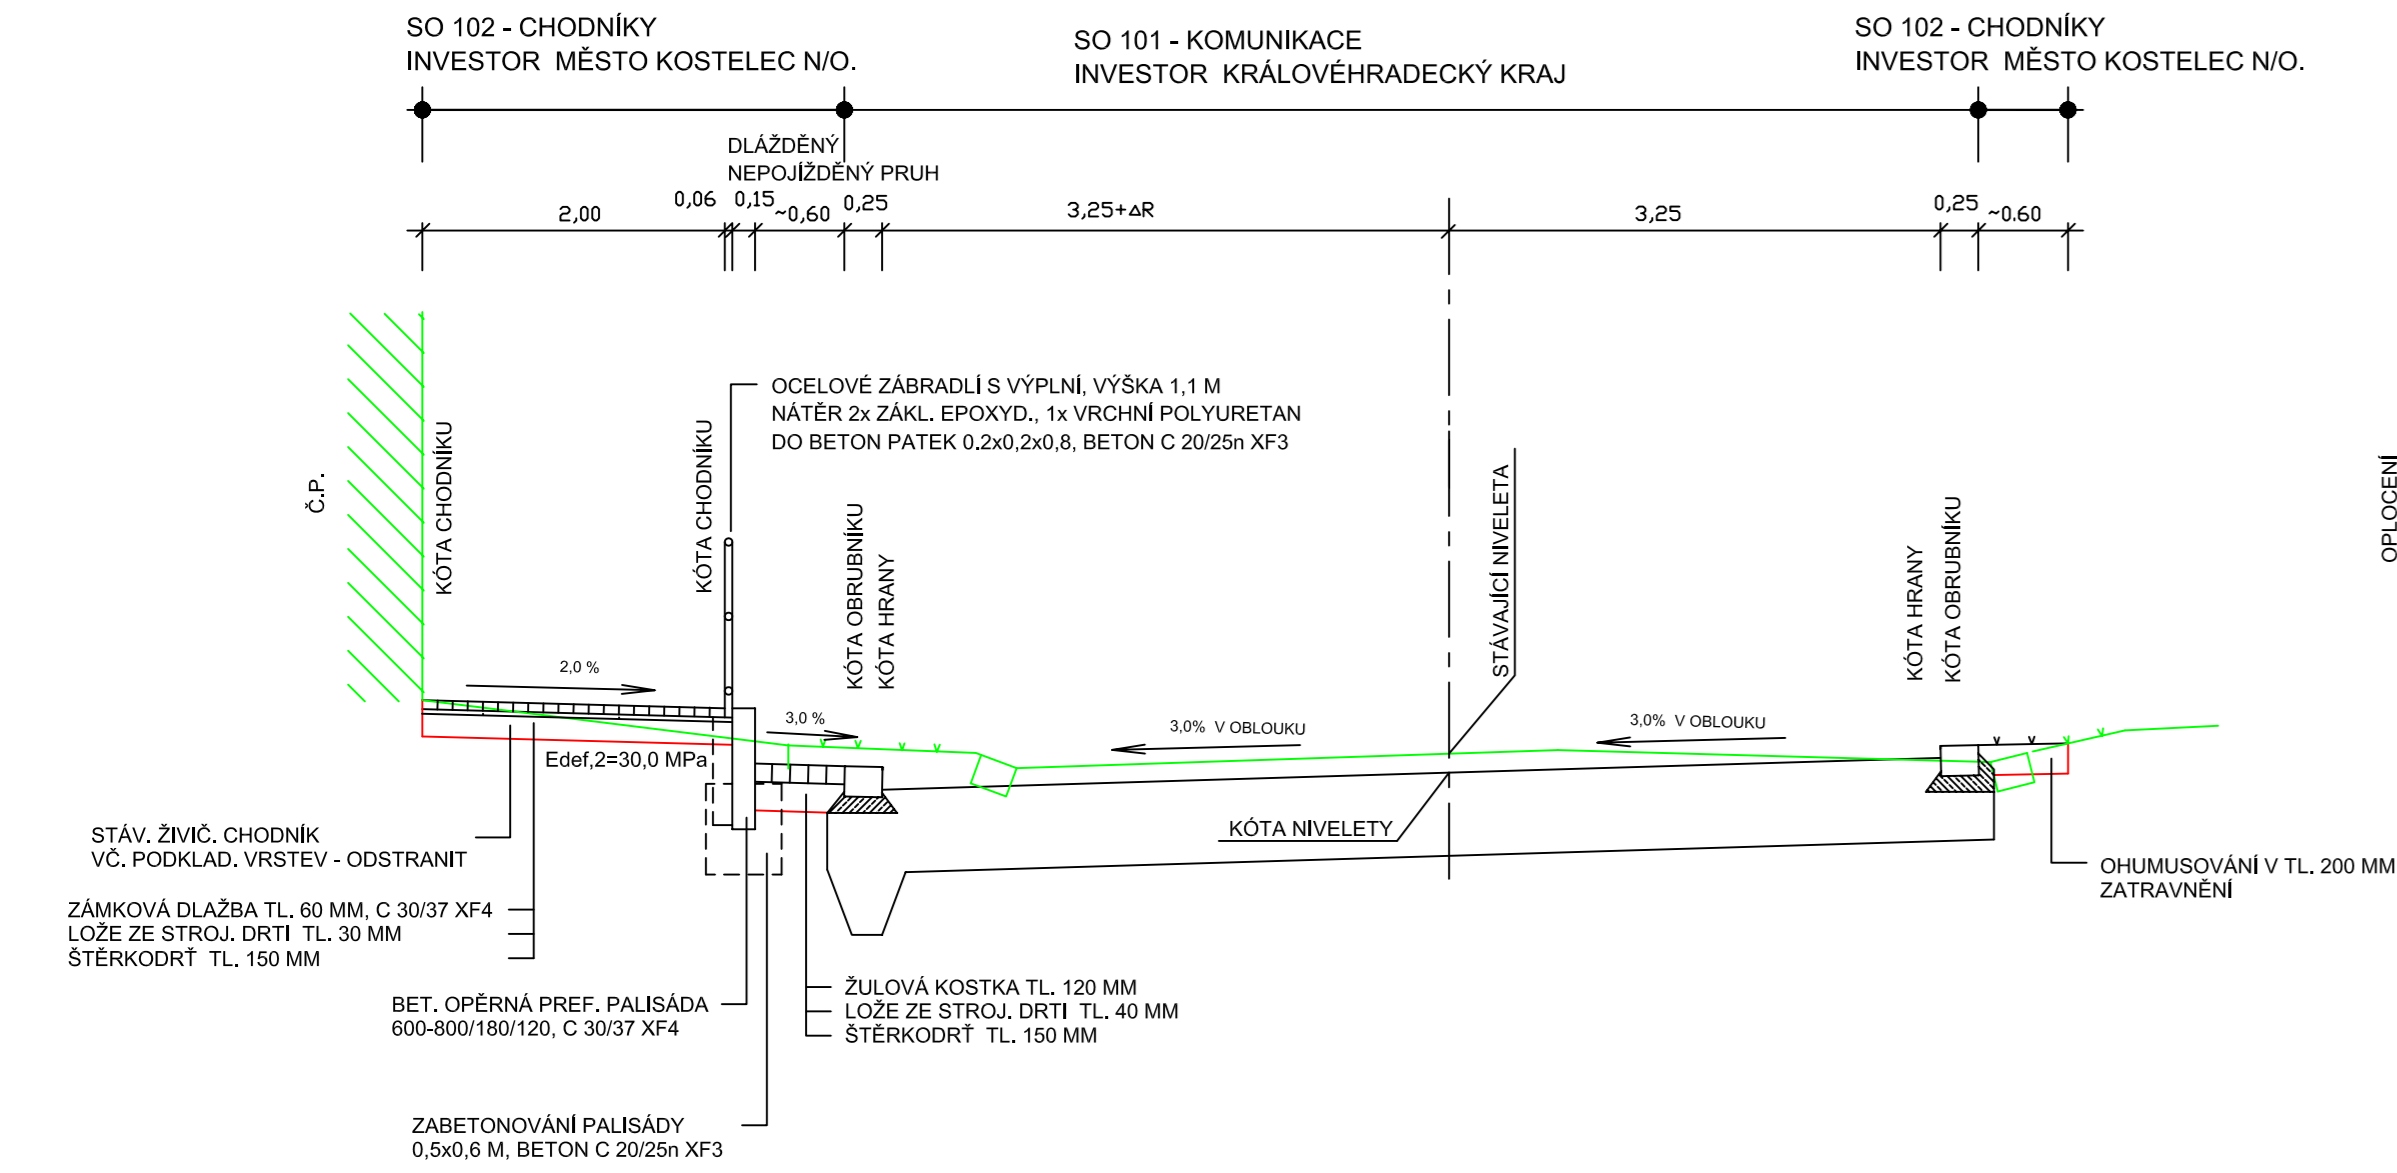 SO 102 - CHODNÍKY
INVESTOR MĚSTO KOSTELEC N/O.
SO 101 - KOMUNIKACE
INVESTOR KRÁLOVÉHRADECKÝ KRAJ
SO 102 - CHODNÍKY
INVESTOR MĚSTO KOSTELEC N/O.
DLÁŽDĚNÝ
NEPOJÍŽDĚNÝ PRUH
2,00
0,06
0,15
~0,60
0,25
3,25+ΔR
3,25
0,25
~0.60
OCELOVÉ ZÁBRADLÍ S VÝPLNÍ, VÝŠKA 1,1 M
NÁTĚR 2x ZÁKL. EPOXYD., 1x VRCHNÍ POLYURETAN
DO BETON PATEK 0.2x0,2x0,8, BETON C 20/25n XF3
Č.P.
KÓTA CHODNÍKU
KÓTA CHODNÍKU
KÓTA OBRUBNÍKU
KÓTA HRANY
STÁVAJÍCÍ NIVELETA
KÓTA HRANY
KÓTA OBRUBNÍKU
OPLOCENÍ
2,0 %
3,0 %
3,0% V OBLOUKU
3,0% V OBLOUKU
Edef,2=30,0 MPa
KÓTA NIVELETY
STÁV. ŽIVIČ. CHODNÍK
VČ. PODKLAD. VRSTEV - ODSTRANIT
OHUMUSOVÁNÍ V TL. 200 MM
ZATRAVNĚNÍ
ZÁMKOVÁ DLAŽBA TL. 60 MM, C 30/37 XF4
LOŽE ZE STROJ. DRTI TL. 30 MM
ŠTĚRKODRŤ TL. 150 MM
BET. OPĚRNÁ PREF. PALISÁDA
600-800/180/120, C 30/37 XF4
ŽULOVÁ KOSTKA TL. 120 MM
LOŽE ZE STROJ. DRTI TL. 40 MM
ŠTĚRKODRŤ TL. 150 MM
ZABETONOVÁNÍ PALISÁDY
0,5x0,6 M, BETON C 20/25n XF3